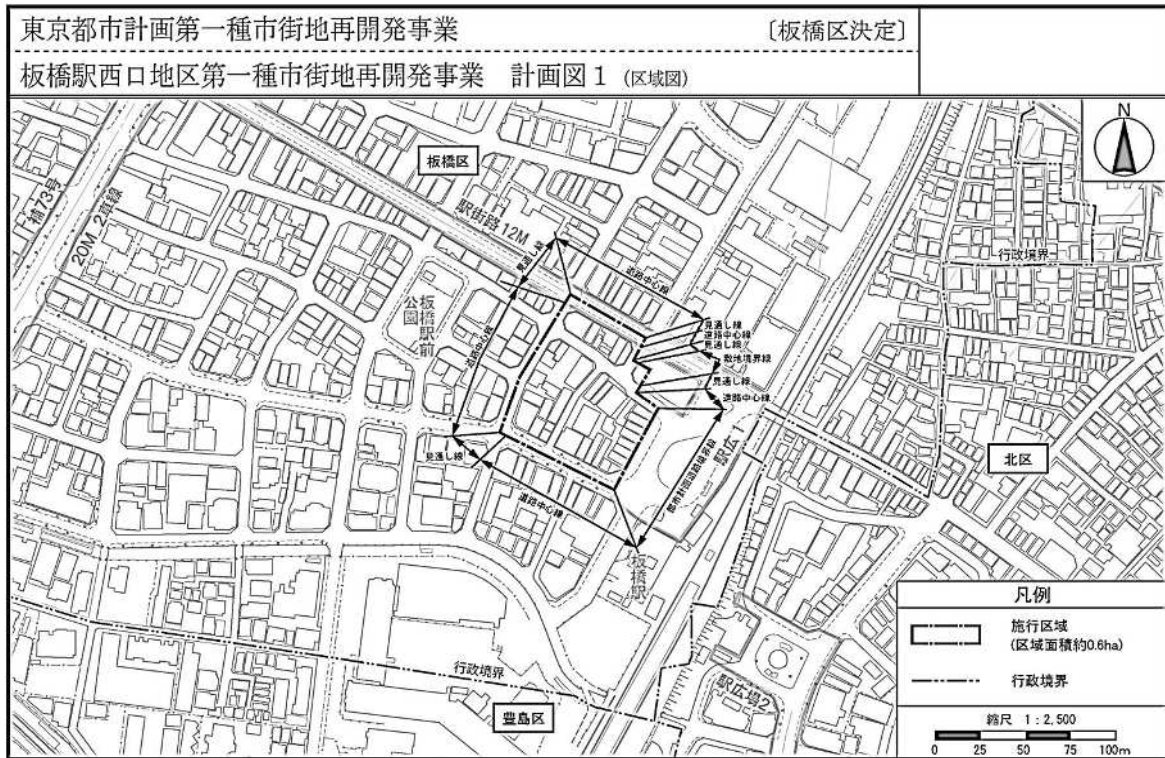 東京都市計画第一種市街地再開発事業
〔板橋区決定〕
板橋駅西口地区第一種市街地再開発事業 計画図1 (区域図)
N
板橋区
補73号
20M 2車線
駅街路 12M
行政境界
見通し線
道路中心線
板橋駅前公園
道路中心線
見通し線
道路中心線
見通し線
敷地境界線
見通し線
道路中心線
駅広1
北区
見通し線
道路中心線
都市計画道路境界線
板橋駅
行政境界
豊島区
駅広場2
凡例
施行区域
(区域面積約0.6ha)
行政境界
縮尺 1:2,500
0 25 50 75 100m